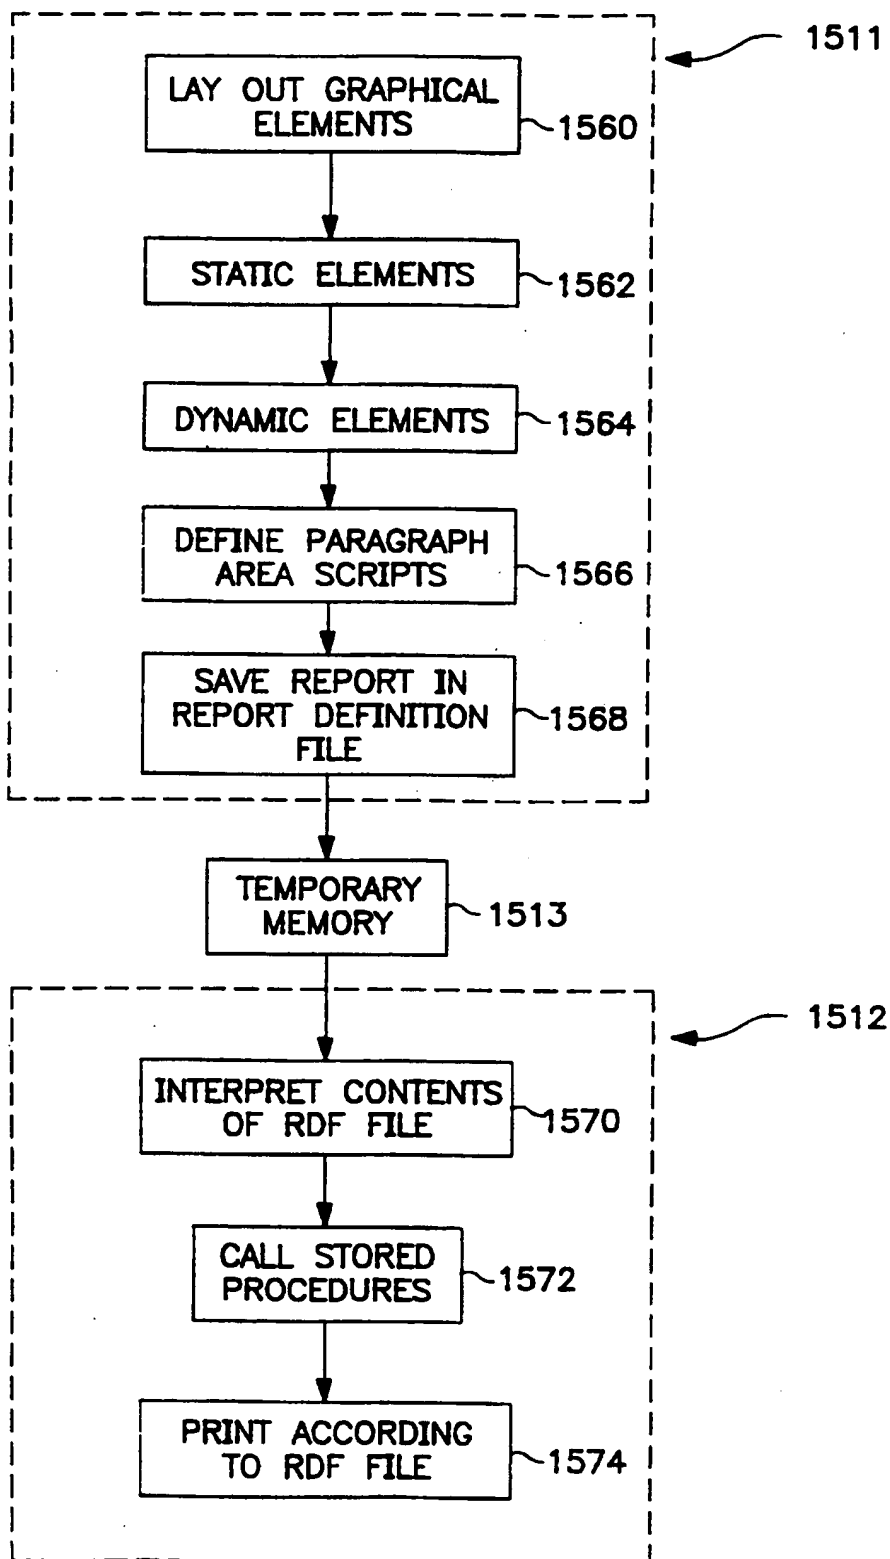 1511
LAY OUT GRAPHICAL
ELEMENTS
1560
STATIC ELEMENTS
1562
DYNAMIC ELEMENTS
1564
DEFINE PARAGRAPH
AREA SCRIPTS
1566
SAVE REPORT IN
REPORT DEFINITION
FILE
1568
TEMPORARY
MEMORY
1513
1512
INTERPRET CONTENTS
OF RDF FILE
1570
CALL STORED
PROCEDURES
1572
PRINT ACCORDING
TO RDF FILE
1574